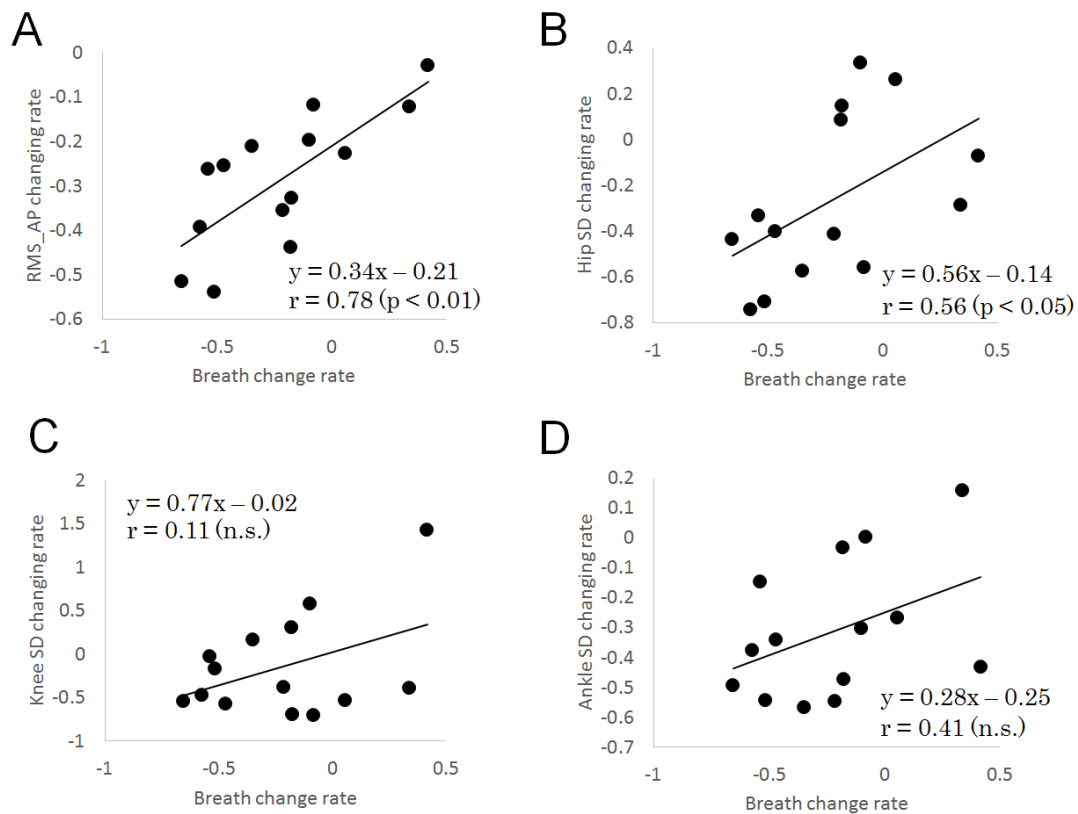 A
0
-0.1
-0.2
-0.3
-0.4
-0.5
-0.6
RMS_AP changing rate
y = 0.34x – 0.21
r = 0.78 (p < 0.01)
-1
-0.5
0
0.5
Breath change rate
B
0.4
0.2
0
-0.2
-0.4
-0.6
-0.8
Hip SD changing rate
y = 0.56x – 0.14
r = 0.56 (p < 0.05)
-1
-0.5
0
0.5
Breath change rate
C
2
1.5
1
0.5
0
-0.5
-1
Knee SD changing rate
y = 0.77x – 0.02
r = 0.11 (n.s.)
-1
-0.5
0
0.5
Breath change rate
D
0.2
0.1
0
-0.1
-0.2
-0.3
-0.4
-0.5
-0.6
-0.7
Ankle SD changing rate
y = 0.28x – 0.25
r = 0.41 (n.s.)
-1
-0.5
0
0.5
Breath change rate